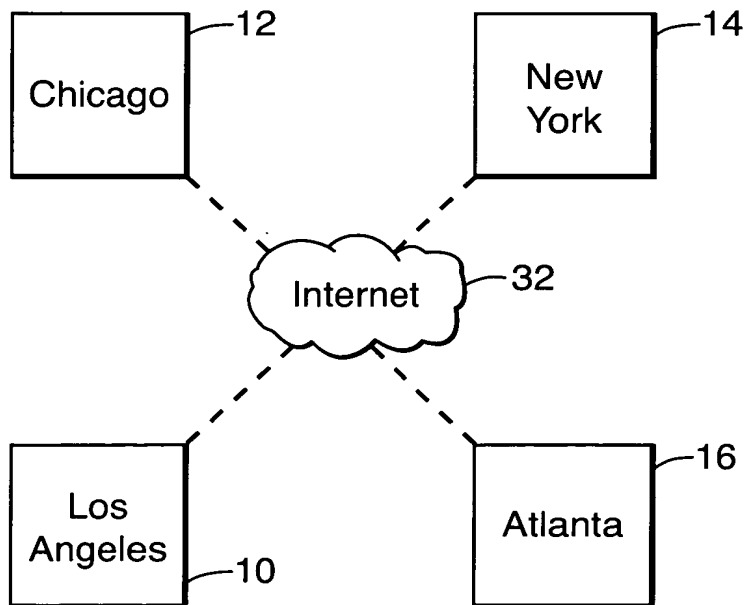 12
14
Chicago
New
York
Internet
32
Los
Angeles
10
16
Atlanta